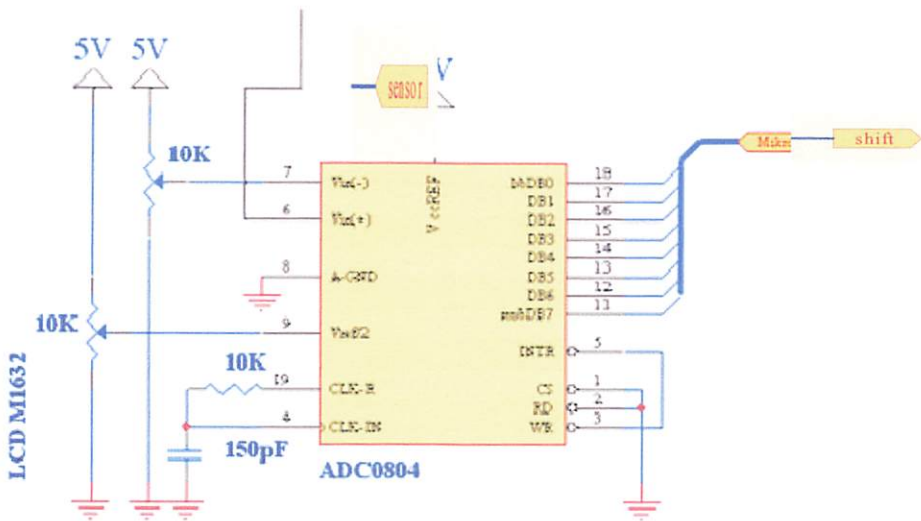 5V 5V
sensor
V
Mikr
shift
10K
7
Vin(-)
6
Vin(+)
8
A-GND
10K
9
Vref/2
10K
19
CLK-R
4
CLK-IN
150pF
VccREF
DB0
18
DB1
17
DB2
16
DB3
15
DB4
14
DB5
13
DB6
12
DB7
11
INTR
5
CS
1
RD
2
WR
3
ADC0804
LCD M1632